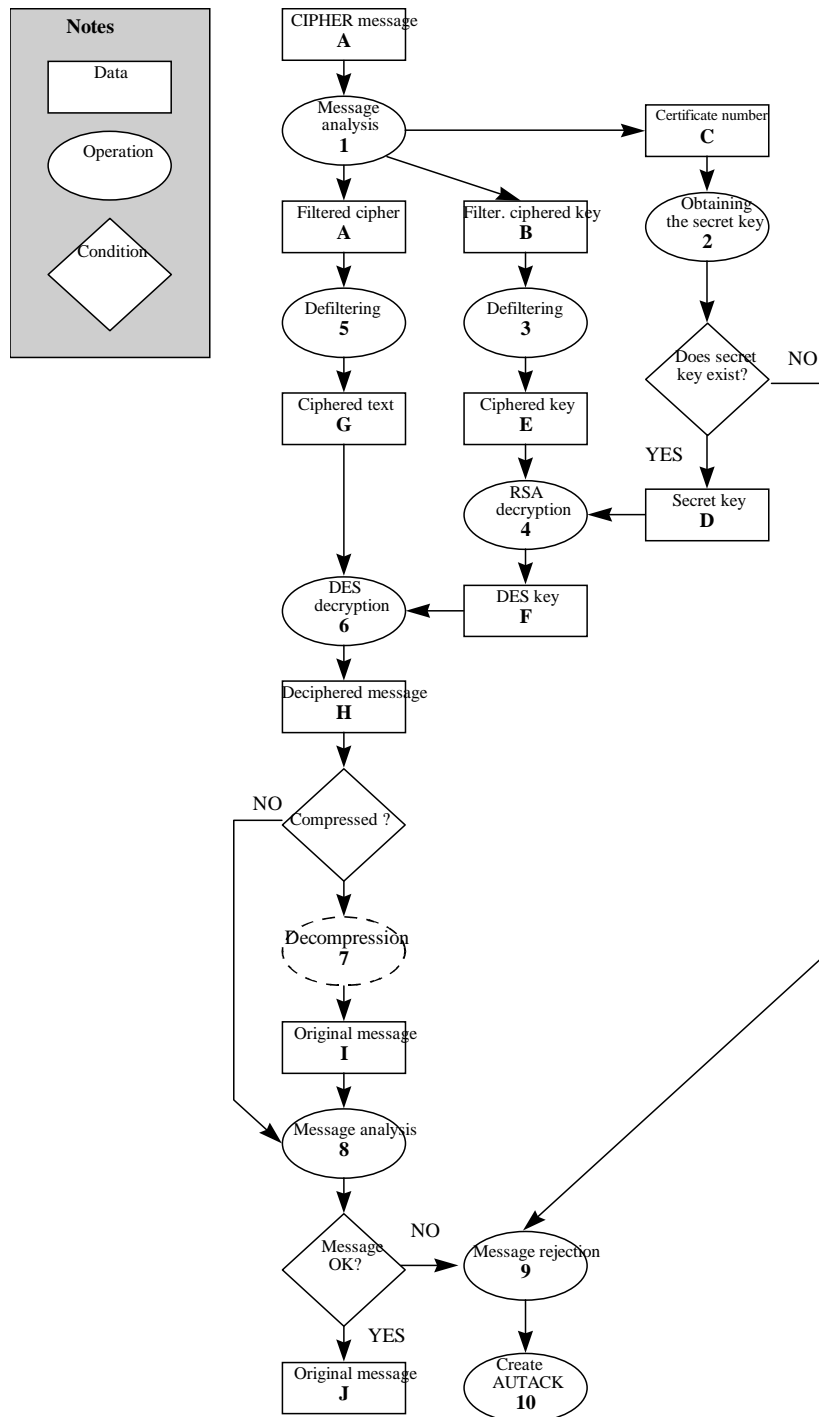 Notes
Data
Operation
Condition
CIPHER message
A
Message
analysis
1
Certificate number
C
Filtered cipher
A
Filter. ciphered key
B
Obtaining
the secret key
2
Defiltering
5
Defiltering
3
Does secret
key exist?
NO
Ciphered text
G
Ciphered key
E
YES
RSA
decryption
4
Secret key
D
DES
decryption
6
DES key
F
Deciphered message
H
NO
Compressed ?
Decompression
7
Original message
I
Message analysis
8
Message
OK?
NO
Message rejection
9
YES
Original message
J
Create
AUTACK
10